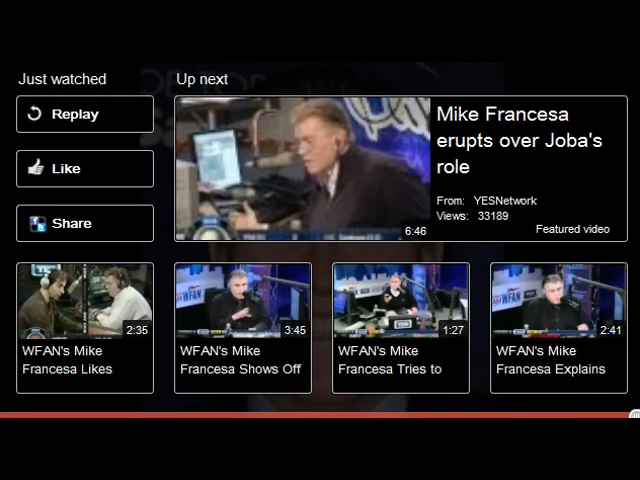 Just watched
Up next
Replay
Like
Share
Mike Francesa
erupts over Joba's
role
From: YESNetwork
Views: 33189
Featured video
6:46
WFAN
WFAN
2:35
3:45
1:27
2:41
WFAN's Mike
Francesa Likes
WFAN's Mike
Francesa Shows Off
WFAN's Mike
Francesa Tries to
WFAN's Mike
Francesa Explains